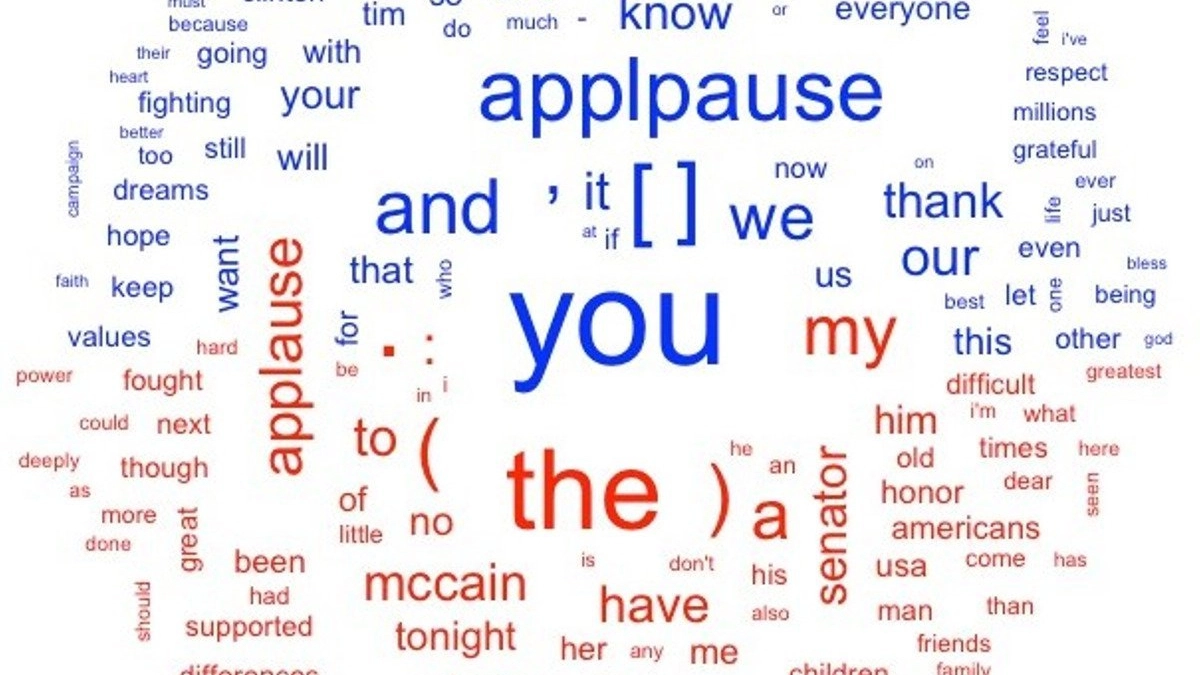 must clinton so
because tim do much - know or everyone
their going with feel i've
heart applpause respect
fighting your millions
better too still will now on grateful
campaign dreams and ' it [ ] we thank ever
at if life just
hope want applause that who us our even bless
faith keep you best let one being
values for . : my this other god
hard be
power fought in i difficult greatest
could next to ( him i'm what
deeply though the he an old times here
as of ) a senator honor dear seen
more great little no americans
done been is don't his usa come has
should had mccain have also man than
supported tonight her any me friends
differences children family